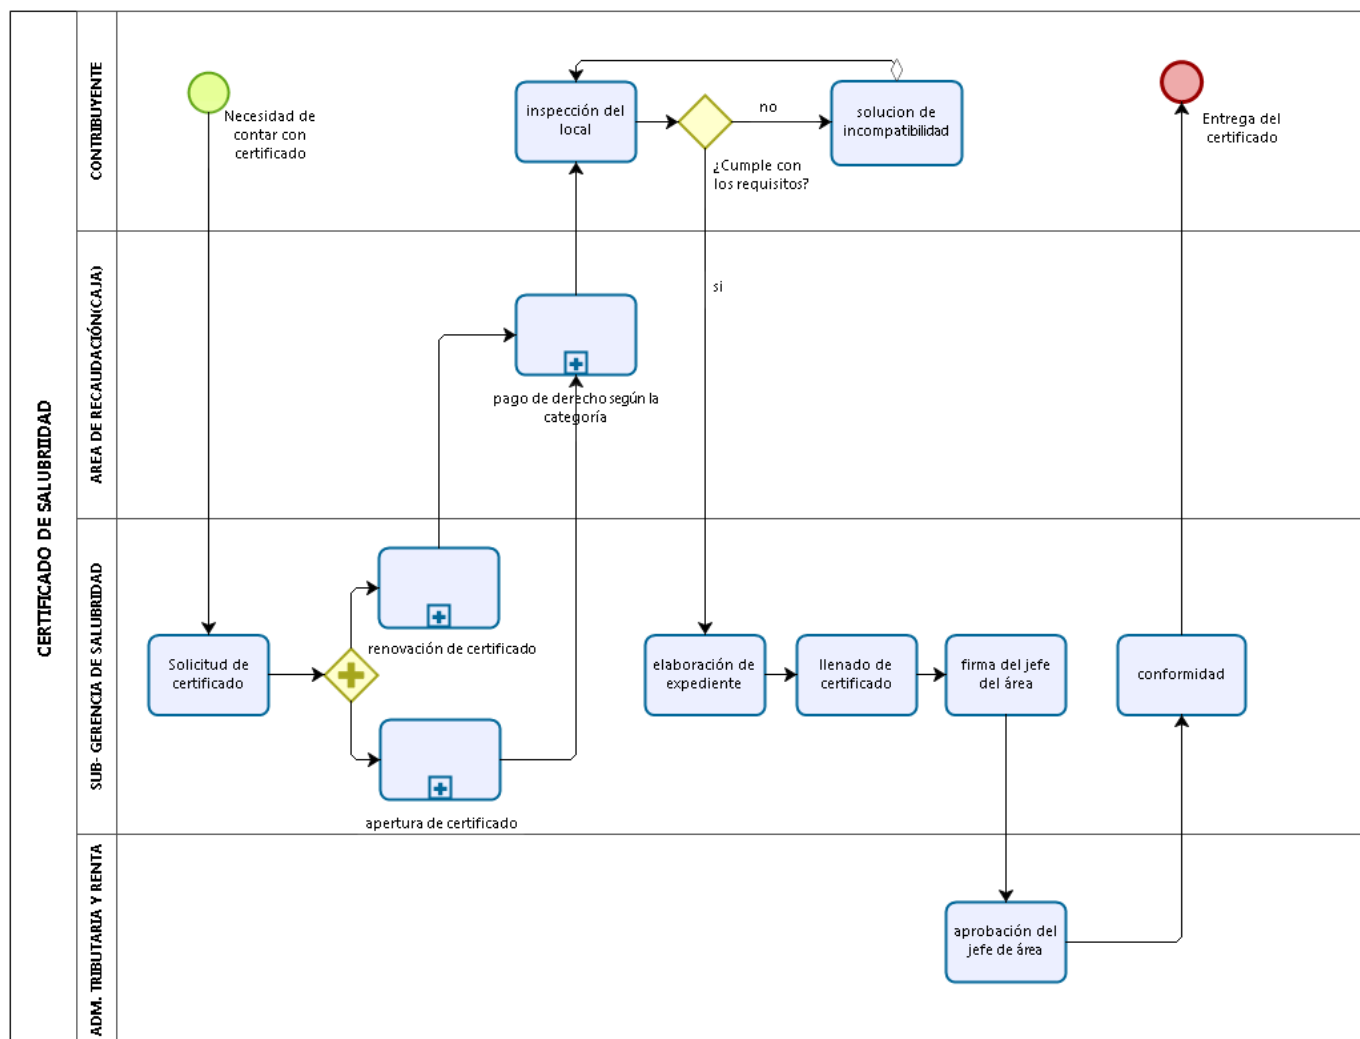 CERTIFICADO DE SALUBRIIDAD
CONTRIBUYENTE
Necesidad de
contar con
certificado
inspección del
local
¿Cumple con
los requisitos?
no
solucion de
incompatibilidad
Entrega del
certificado
AREA DE RECAUDACIÓN(CAJA)
si
pago de derecho según la
categoría
SUB- GERENCIA DE SALUBRIDAD
Solicitud de
certificado
renovación de certificado
apertura de certificado
elaboración de
expediente
llenado de
certificado
firma del jefe
del área
conformidad
ADM. TRIBUTARIA Y RENTA
aprobación del
jefe de área